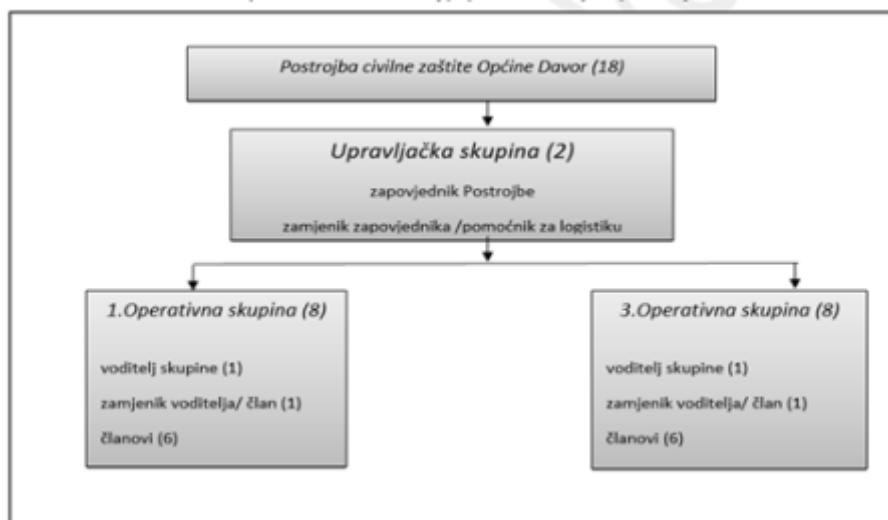 Postrojba civilne zaštite Općine Davor (18)
Upravljačka skupina (2)
zapovjednik Postrojbe
zamjenik zapovjednika /pomoćnik za logistiku
1.Operativna skupina (8)
voditelj skupine (1)
zamjenik voditelja/ član (1)
članovi (6)
3.Operativna skupina (8)
voditelj skupine (1)
zamjenik voditelja/ član (1)
članovi (6)